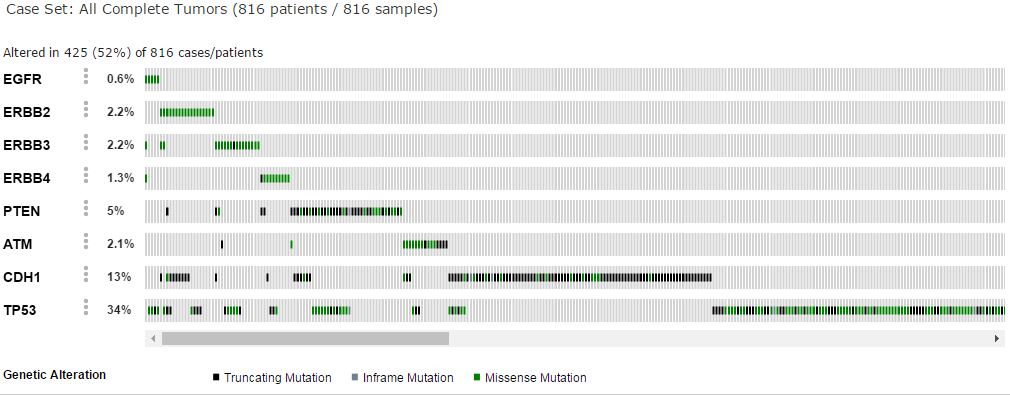 Case Set: All Complete Tumors (816 patients / 816 samples)
Altered in 425 (52%) of 816 cases/patients
EGFR 0.6%
ERBB2 2.2%
ERBB3 2.2%
ERBB4 1.3%
PTEN 5%
ATM 2.1%
CDH1 13%
TP53 34%
Genetic Alteration Truncating Mutation Inframe Mutation Missense Mutation